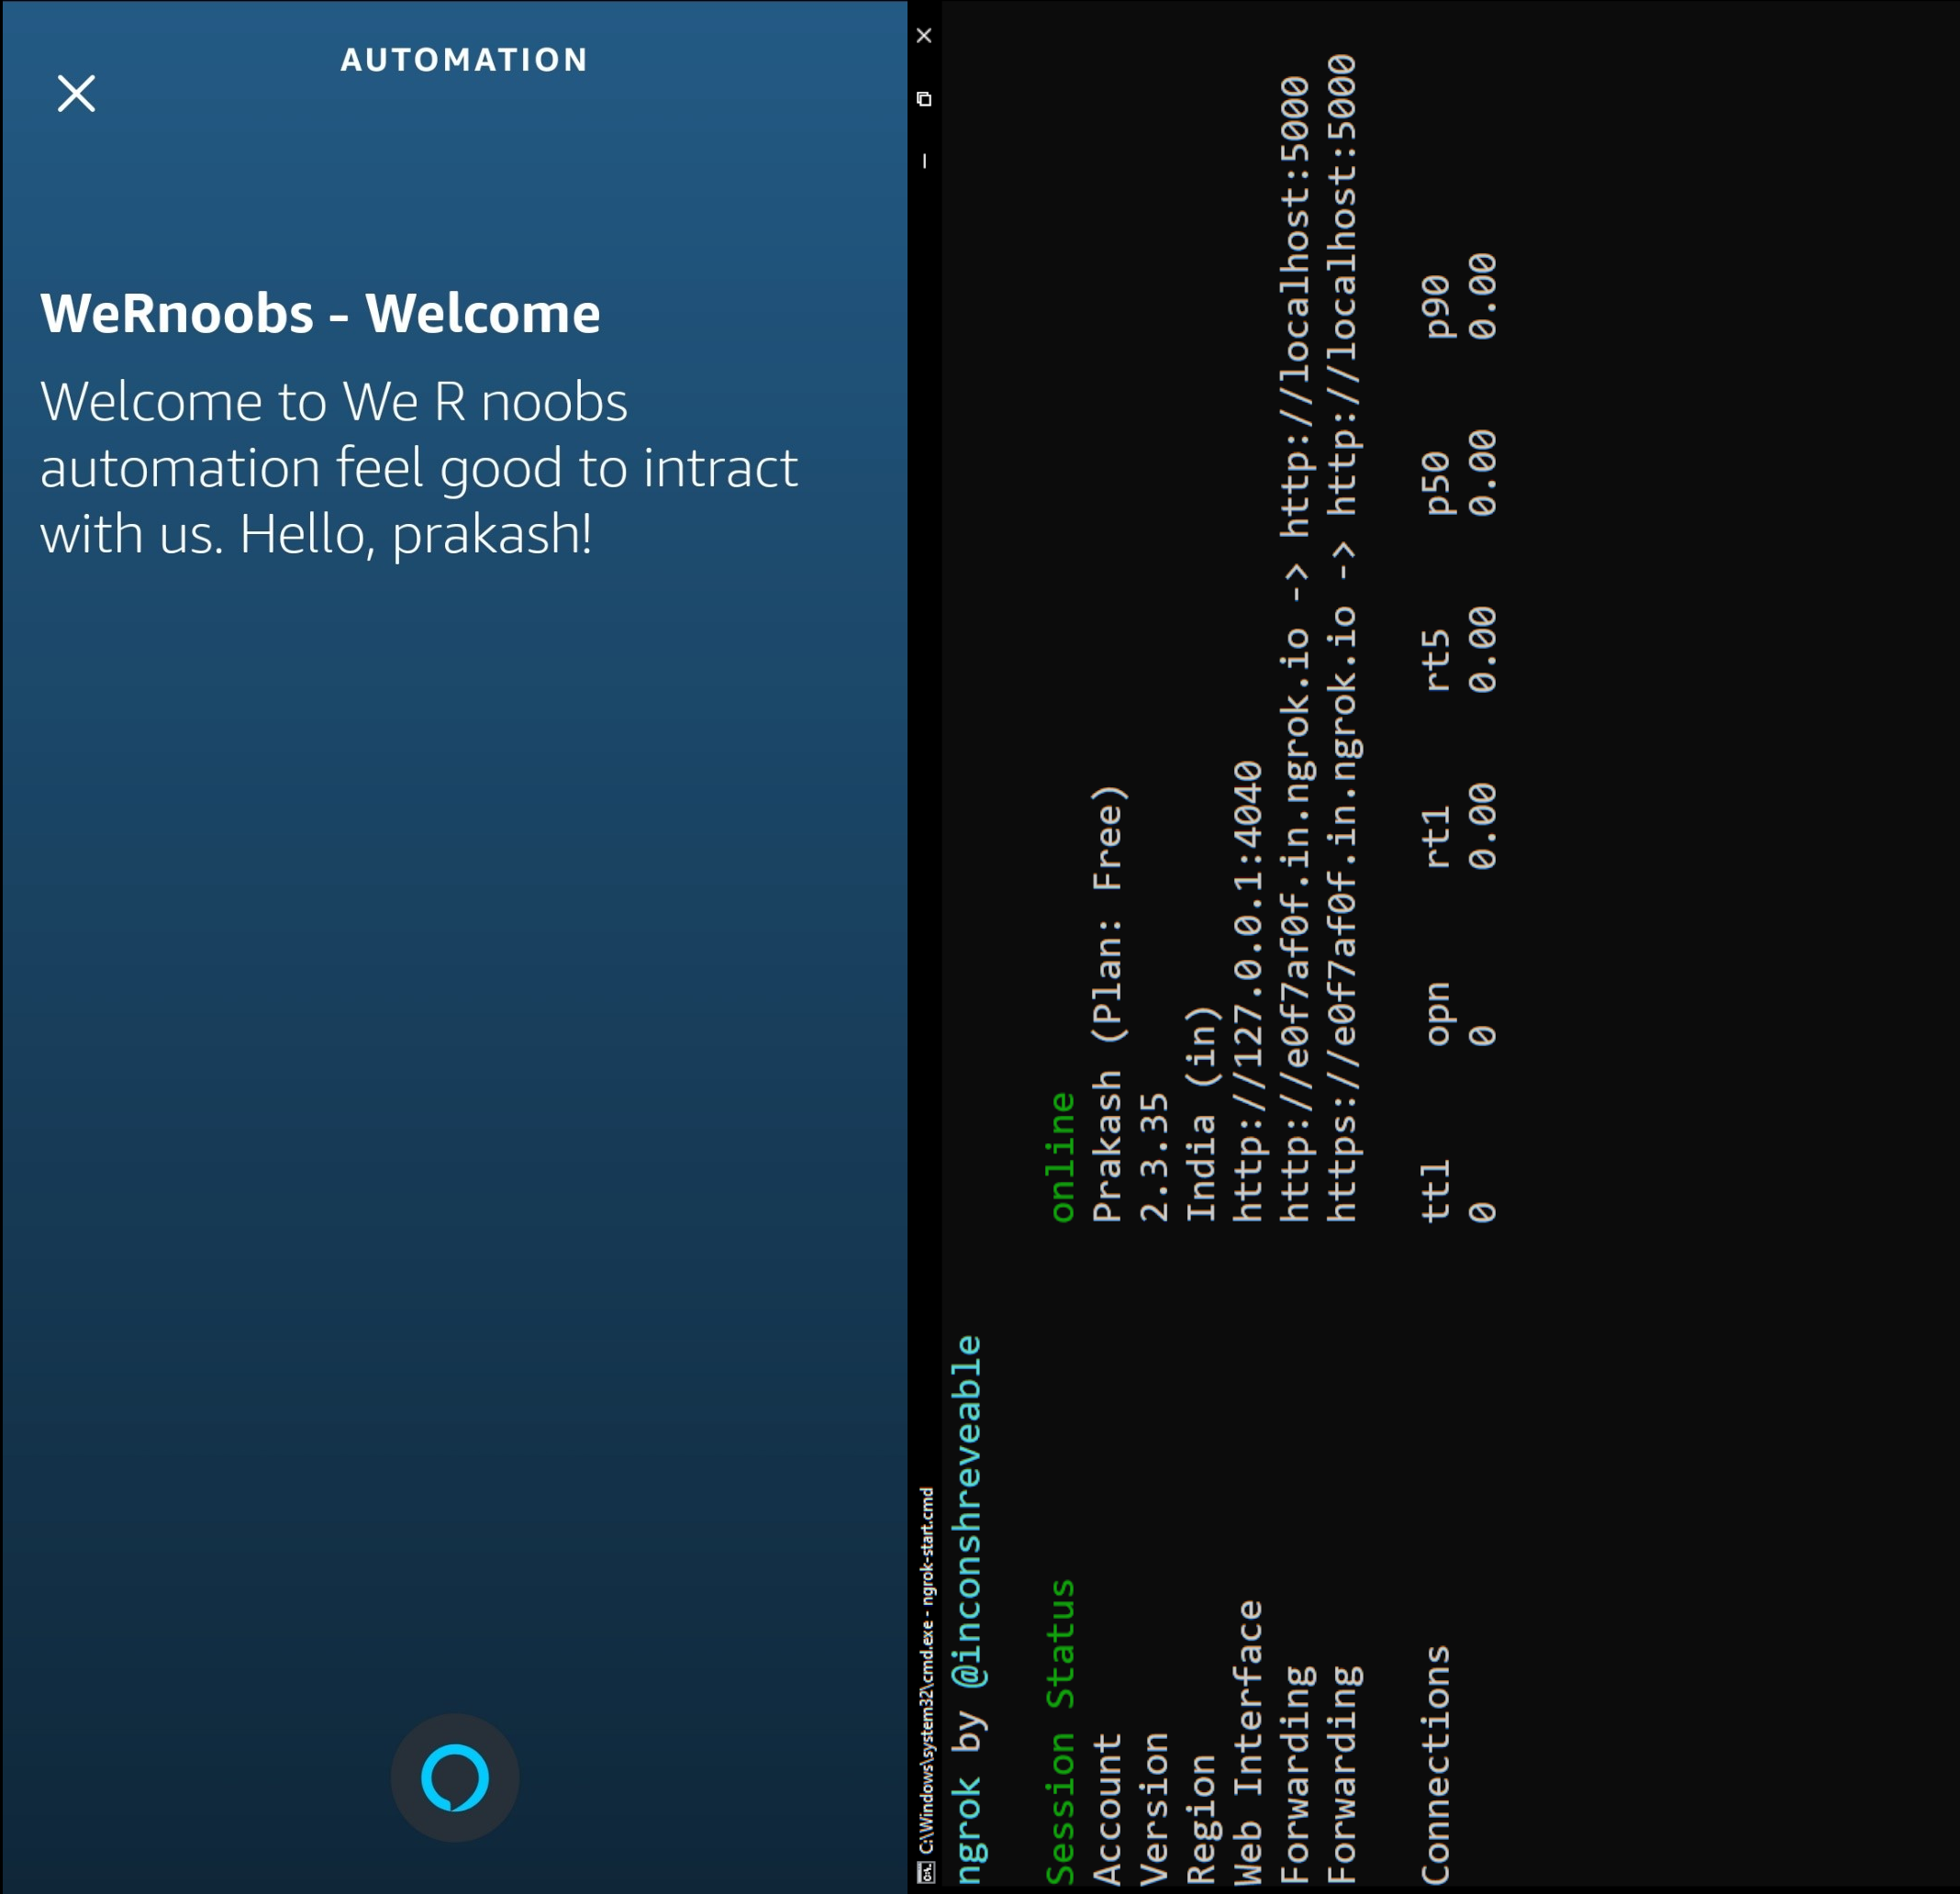 AUTOMATION
WeRnoobs - Welcome
Welcome to We R noobs
automation feel good to intract
with us. Hello, prakash!
C:\Windows\system32\cmd.exe - ngrok-start.cmd
ngrok by @inconshreveable
Session Status online
Account Prakash (Plan: Free)
Version 2.3.35
Region India (in)
Web Interface http://127.0.0.1:4040
Forwarding http://e0f7af0f.in.ngrok.io -> http://localhost:5000
Forwarding https://e0f7af0f.in.ngrok.io -> http://localhost:5000
Connections ttl opn rt1 rt5 p50 p90
0 0 0.00 0.00 0.00 0.00